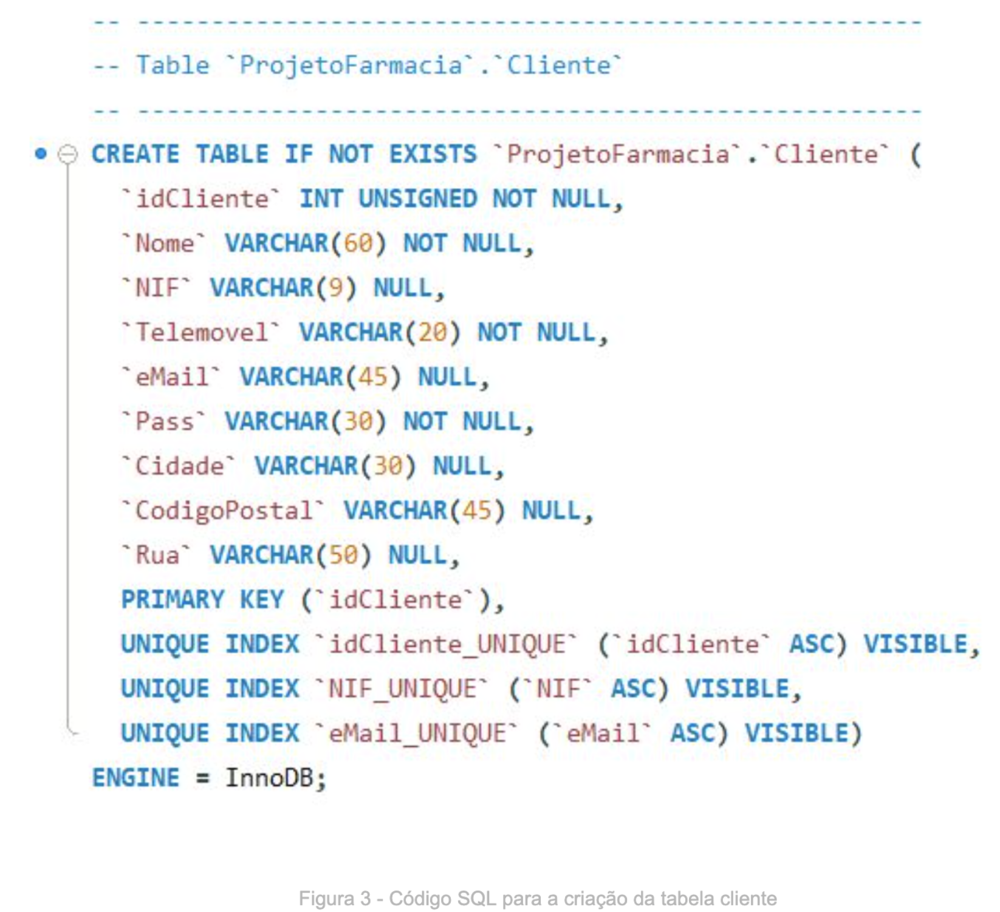 -- -----------------------------------------------------
-- Table `ProjetoFarmacia`.`Cliente`
-- -----------------------------------------------------
CREATE TABLE IF NOT EXISTS `ProjetoFarmacia`.`Cliente` (
`idCliente` INT UNSIGNED NOT NULL,
`Nome` VARCHAR(60) NOT NULL,
`NIF` VARCHAR(9) NULL,
`Telemovel` VARCHAR(20) NOT NULL,
`eMail` VARCHAR(45) NULL,
`Pass` VARCHAR(30) NOT NULL,
`Cidade` VARCHAR(30) NULL,
`CodigoPostal` VARCHAR(45) NULL,
`Rua` VARCHAR(50) NULL,
PRIMARY KEY (`idCliente`),
UNIQUE INDEX `idCliente_UNIQUE` (`idCliente` ASC) VISIBLE,
UNIQUE INDEX `NIF_UNIQUE` (`NIF` ASC) VISIBLE,
UNIQUE INDEX `eMail_UNIQUE` (`eMail` ASC) VISIBLE)
ENGINE = InnoDB;
Figura 3 - Código SQL para a criação da tabela cliente